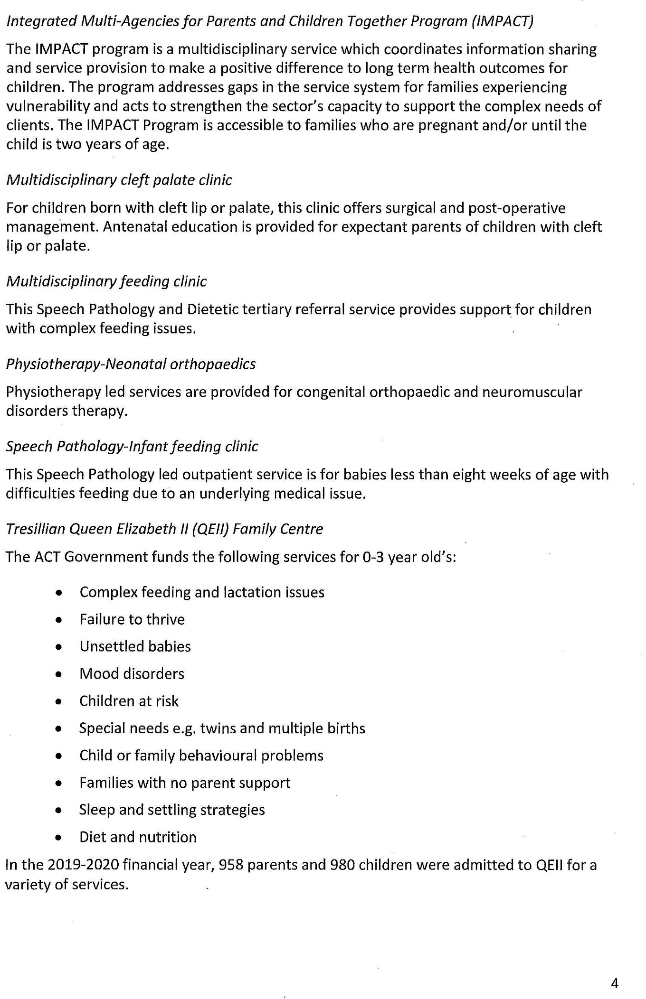 Integrated Multi-Agencies for Parents and Children Together Program (IMPACT)
The IMPACT program is a multidisciplinary service which coordinates information sharing
and service provision to make a positive difference to long term health outcomes for
children. The program addresses gaps in the service system for families experiencing
vulnerability and acts to strengthen the sector's capacity to support the complex needs of
clients. The IMPACT Program is accessible to families who are pregnant and/or until the
child is two years of age.
Multidisciplinary cleft palate clinic
For children born with cleft lip or palate, this clinic offers surgical and post-operative
management. Antenatal education is provided for expectant parents of children with cleft
lip or palate.
Multidisciplinary feeding clinic
This Speech Pathology and Dietetic tertiary referral service provides support for children
with complex feeding issues.
Physiotherapy-Neonatal orthopaedics
Physiotherapy led services are provided for congenital orthopaedic and neuromuscular
disorders therapy.
Speech Pathology-Infant feeding clinic
This Speech Pathology led outpatient service is for babies less than eight weeks of age with
difficulties feeding due to an underlying medical issue.
Tresillian Queen Elizabeth II (QEII) Family Centre
The ACT Government funds the following services for 0-3 year old's:
• Complex feeding and lactation issues
• Failure to thrive
• Unsettled babies
• Mood disorders
• Children at risk
• Special needs e.g. twins and multiple births
• Child or family behavioural problems
• Families with no parent support
• Sleep and settling strategies
• Diet and nutrition
In the 2019-2020 financial year, 958 parents and 980 children were admitted to QEII for a
variety of services.
4